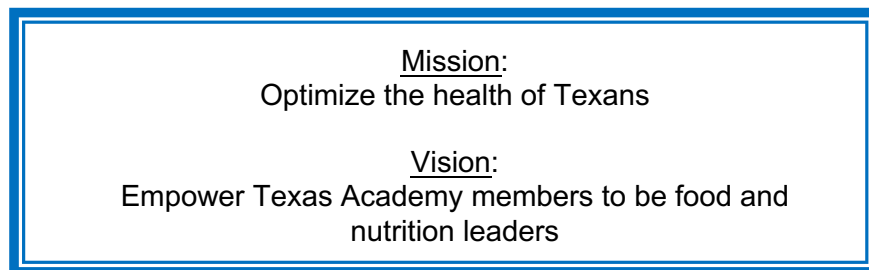 Mission:
Optimize the health of Texans
Vision:
Empower Texas Academy members to be food and
nutrition leaders